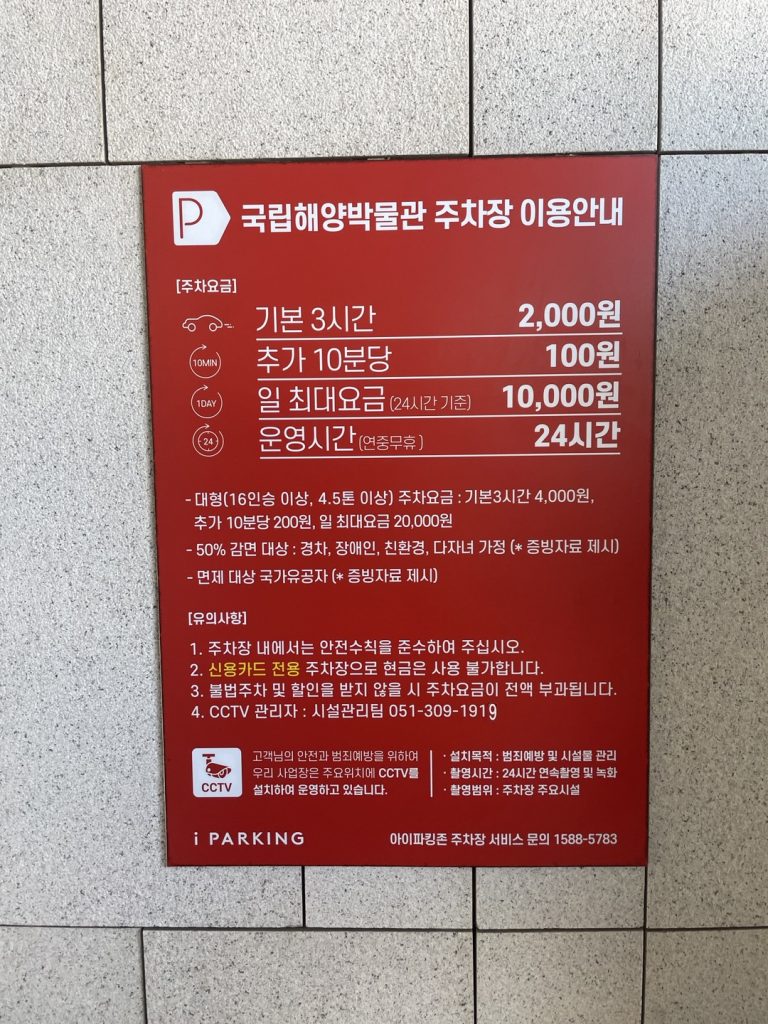 P 국립해양박물관 주차장 이용안내
[주차요금]
기본 3시간 2,000원
10MIN 추가 10분당 100원
1DAY 일 최대요금 (24시간 기준) 10,000원
24 운영시간 (연중무휴) 24시간
- 대형(16인승 이상, 4.5톤 이상) 주차요금 : 기본3시간 4,000원,
추가 10분당 200원, 일 최대요금 20,000원
- 50% 감면 대상 : 경차, 장애인, 친환경, 다자녀 가정 (* 증빙자료 제시)
- 면제 대상 국가유공자 (* 증빙자료 제시)
[유의사항]
1. 주차장 내에서는 안전수칙을 준수하여 주십시오.
2. 신용카드 전용 주차장으로 현금은 사용 불가합니다.
3. 불법주차 및 할인을 받지 않을 시 주차요금이 전액 부과됩니다.
4. CCTV 관리자 : 시설관리팀 051-309-1919
CCTV
고객님의 안전과 범죄예방을 위하여
우리 사업장은 주요위치에 CCTV를
설치하여 운영하고 있습니다.
· 설치목적 : 범죄예방 및 시설물 관리
· 촬영시간 : 24시간 연속촬영 및 녹화
· 촬영범위 : 주차장 주요시설
i PARKING
아이파킹존 주차장 서비스 문의 1588-5783